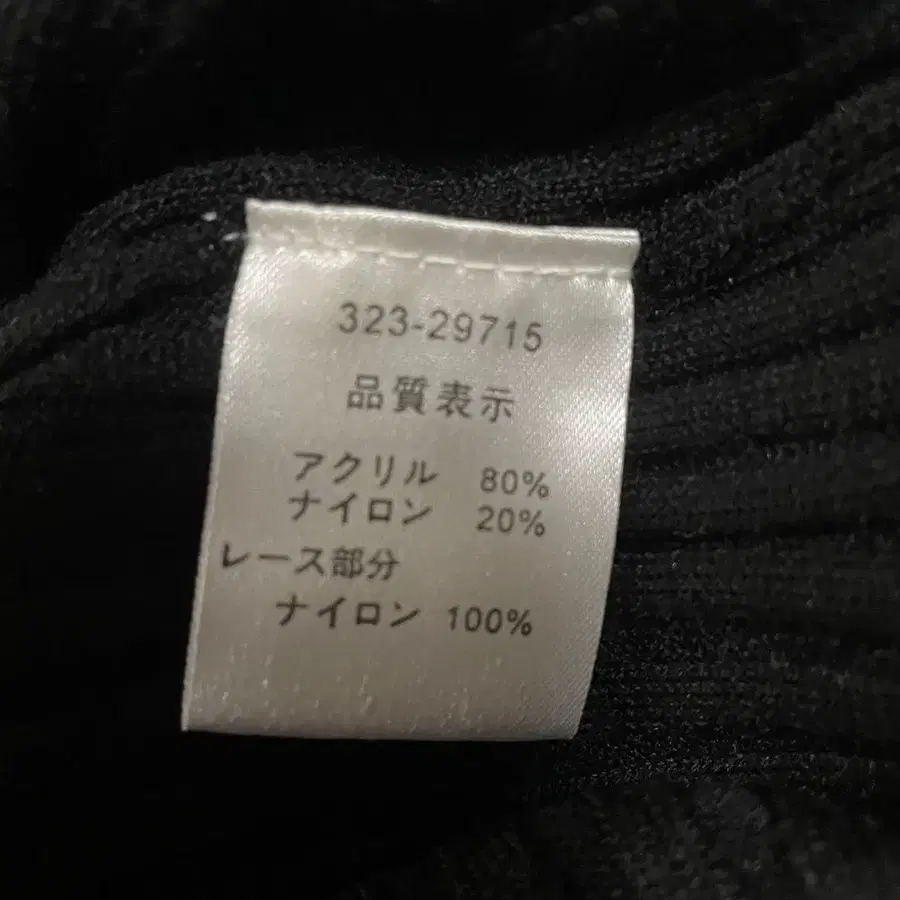 323-29715
品質表示
アクリル 80%
ナイロン 20%
レース部分
ナイロン 100%